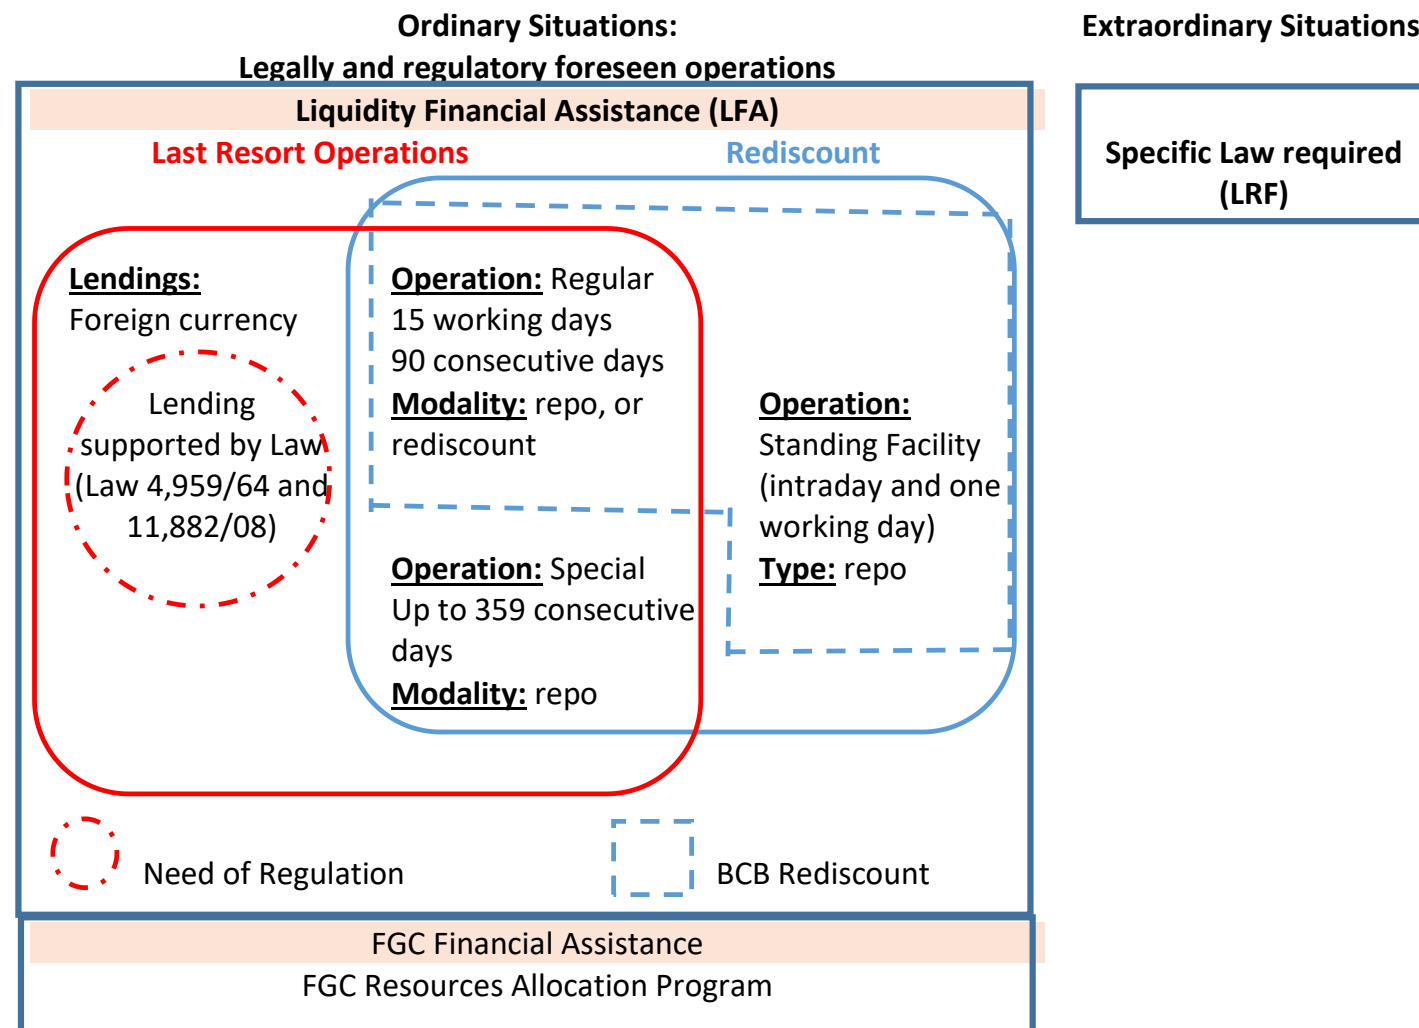 Ordinary Situations:
Legally and regulatory foreseen operations
Extraordinary Situations
Liquidity Financial Assistance (LFA)
Last Resort Operations
Rediscount
Specific Law required
(LRF)
Lendings:
Foreign currency
Lending
supported by Law
(Law 4,959/64 and
11,882/08)
Operation: Regular
15 working days
90 consecutive days
Modality: repo, or
rediscount
Operation: Special
Up to 359 consecutive
days
Modality: repo
Operation:
Standing Facility
(intraday and one
working day)
Type: repo
Need of Regulation
BCB Rediscount
FGC Financial Assistance
FGC Resources Allocation Program